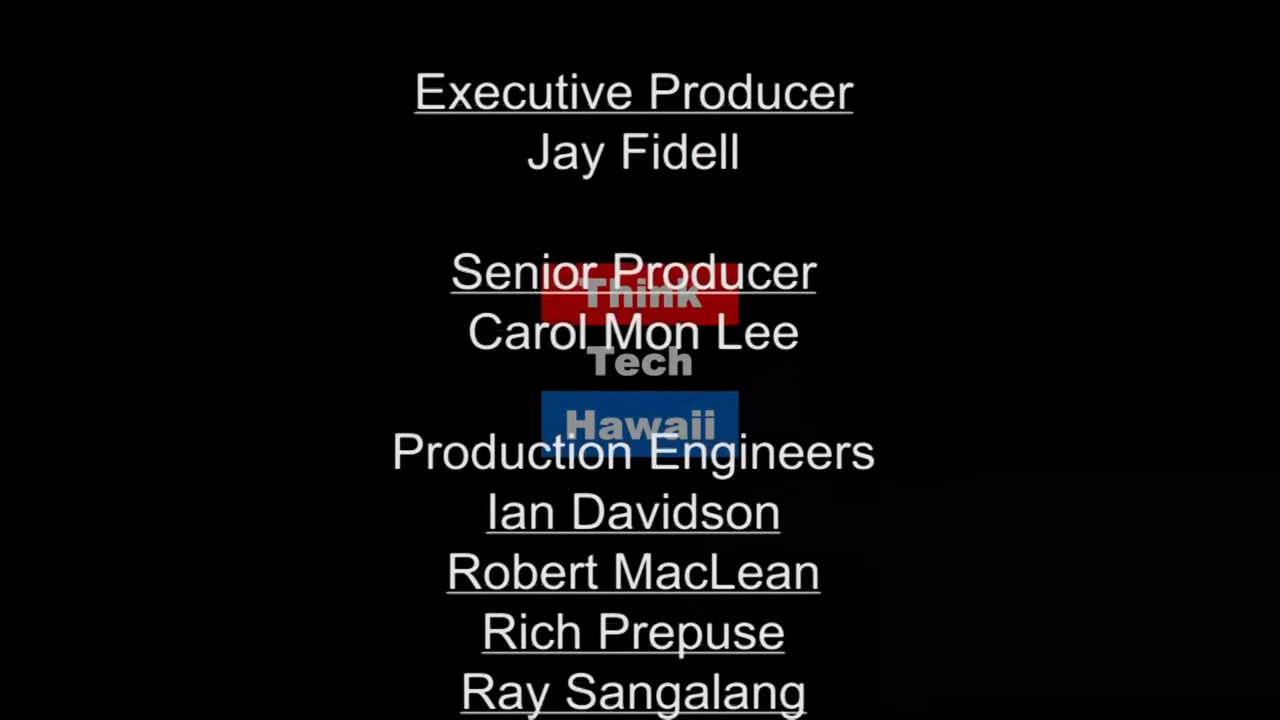 Executive Producer
Jay Fidell
Senior Producer
Think
Carol Mon Lee
Tech
Hawaii
Production Engineers
Ian Davidson
Robert MacLean
Rich Prepuse
Ray Sangalang